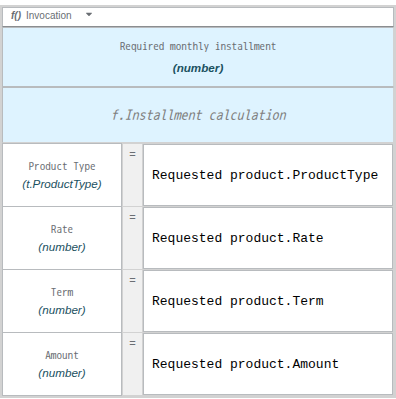 f() Invocation
Required monthly installment
(number)
f.Installment calculation
Product Type
(t.ProductType)
=
Requested product.ProductType
Rate
(number)
=
Requested product.Rate
Term
(number)
=
Requested product.Term
Amount
(number)
=
Requested product.Amount